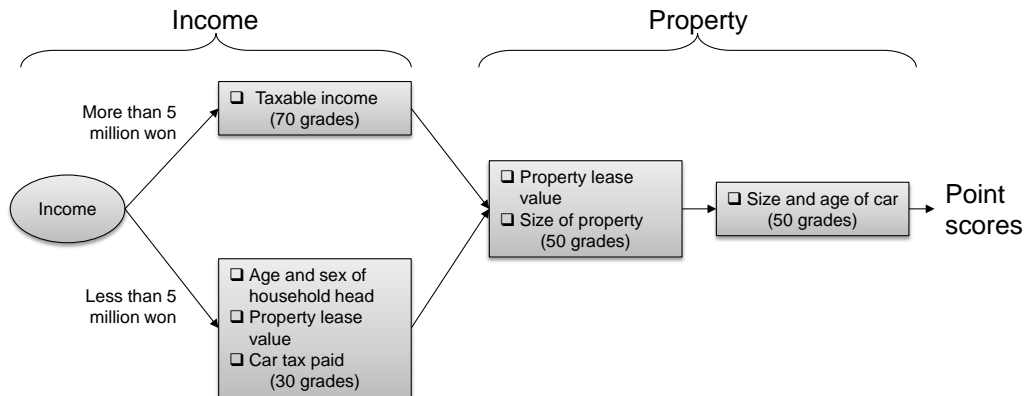 Income
Property
More than 5
million won
❑ Taxable income
(70 grades)
Income
Less than 5
million won
❑ Age and sex of
household head
❑ Property lease
value
❑ Car tax paid
(30 grades)
❑ Property lease
value
❑ Size of property
(50 grades)
❑ Size and age of car
(50 grades)
Point
scores